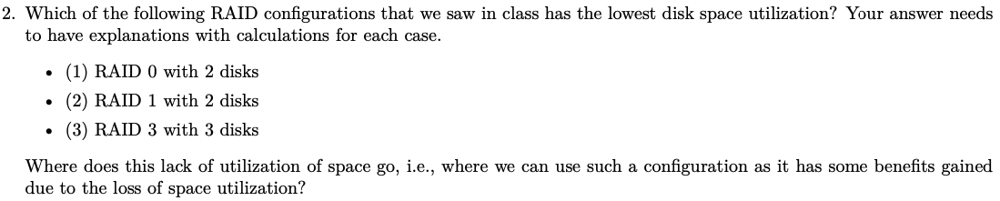 2. Which of the following RAID configurations that we saw in class has the lowest disk space utilization? Your answer needs
to have explanations with calculations for each case.
• (1) RAID 0 with 2 disks
• (2) RAID 1 with 2 disks
• (3) RAID 3 with 3 disks
Where does this lack of utilization of space go, i.e., where we can use such a configuration as it has some benefits gained
due to the loss of space utilization?